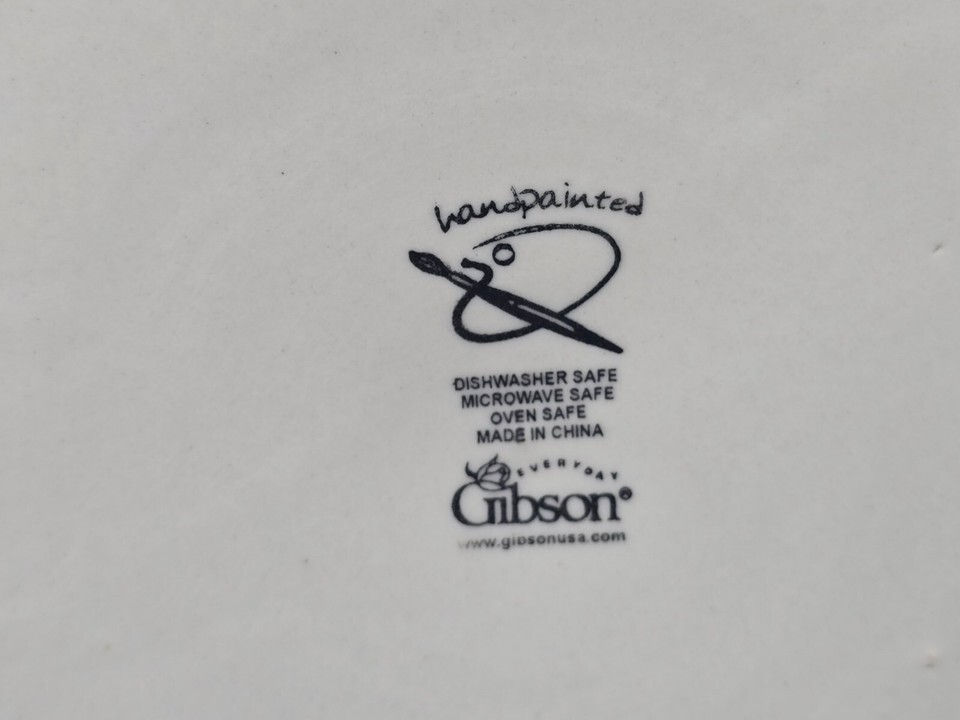 handpainted
DISHWASHER SAFE
MICROWAVE SAFE
OVEN SAFE
MADE IN CHINA
EVERYDAY
Gibson®
www.gibsonusa.com